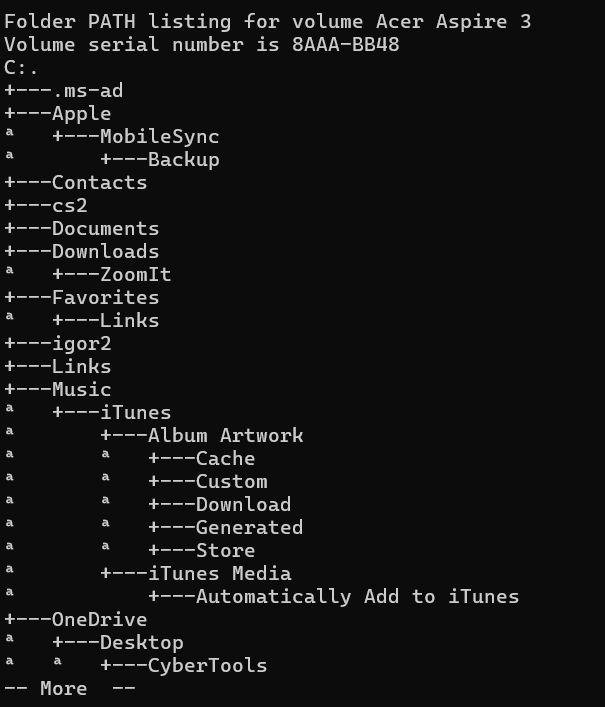 Folder PATH listing for volume Acer Aspire 3
Volume serial number is 8AAA-BB48
C:.
+---.ms-ad
+---Apple
ª   +---MobileSync
ª       +---Backup
+---Contacts
+---cs2
+---Documents
+---Downloads
ª   +---ZoomIt
+---Favorites
ª   +---Links
+---igor2
+---Links
+---Music
ª   +---iTunes
ª       +---Album Artwork
ª       ª   +---Cache
ª       ª   +---Custom
ª       ª   +---Download
ª       ª   +---Generated
ª       ª   +---Store
ª       +---iTunes Media
ª           +---Automatically Add to iTunes
+---OneDrive
ª   +---Desktop
ª   ª   +---CyberTools
-- More  --